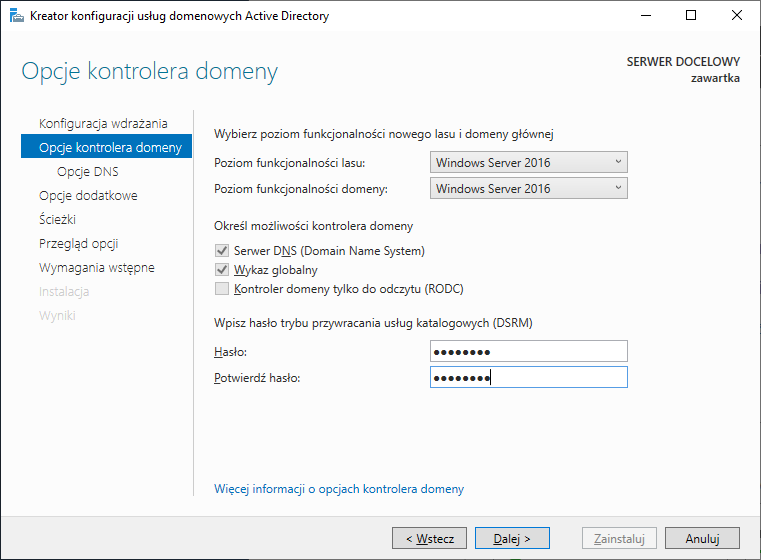 Kreator konfiguracji usług domenowych Active Directory
Opcje kontrolera domeny
SERWER DOCELOWY
zawartka
Konfiguracja wdrażania
Opcje kontrolera domeny
Opcje DNS
Opcje dodatkowe
Ścieżki
Przegląd opcji
Wymagania wstępne
Instalacja
Wyniki
Wybierz poziom funkcjonalności nowego lasu i domeny głównej
Poziom funkcjonalności lasu: Windows Server 2016
Poziom funkcjonalności domeny: Windows Server 2016
Określ możliwości kontrolera domeny
Serwer DNS (Domain Name System)
Wykaz globalny
Kontroler domeny tylko do odczytu (RODC)
Wpisz hasło trybu przywracania usług katalogowych (DSRM)
Hasło: ••••••••
Potwierdź hasło: ••••••••
Więcej informacji o opcjach kontrolera domeny
< Wstecz Dalej > Zainstaluj Anuluj